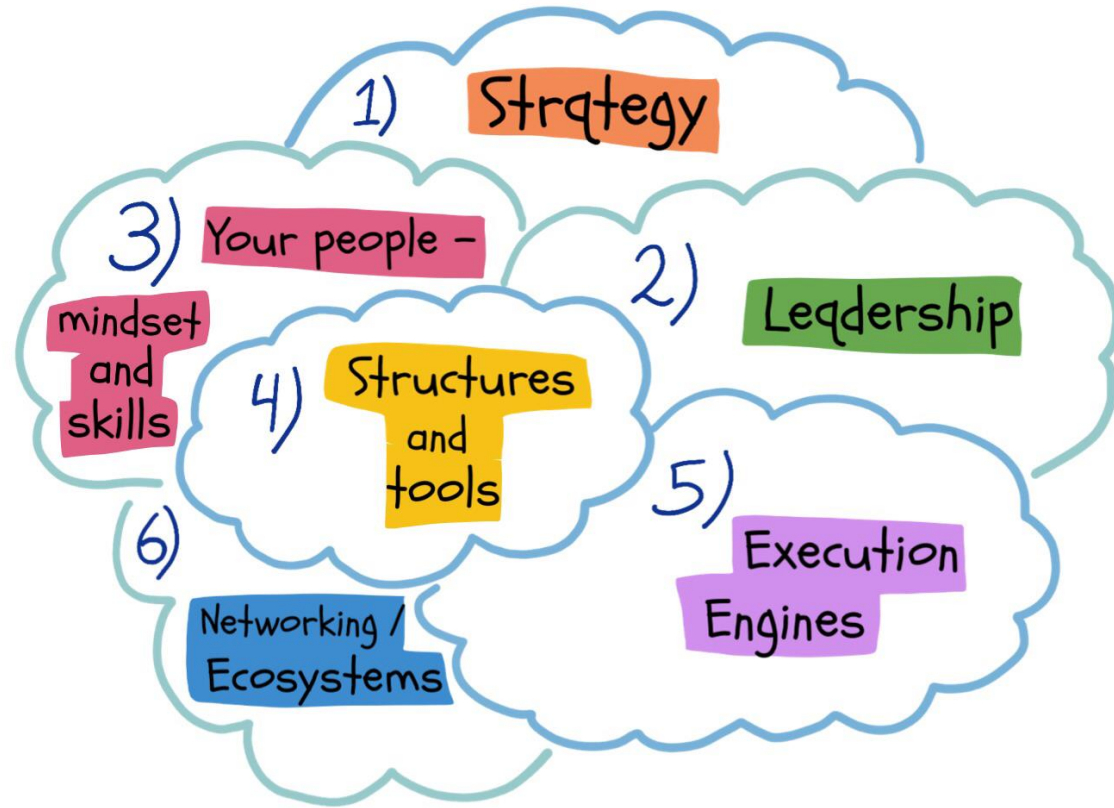 1) Strategy
2) Leadership
3) Your people -
mindset
and
skills
4) Structures
and
tools
5)
Execution
Engines
6)
Networking /
Ecosystems